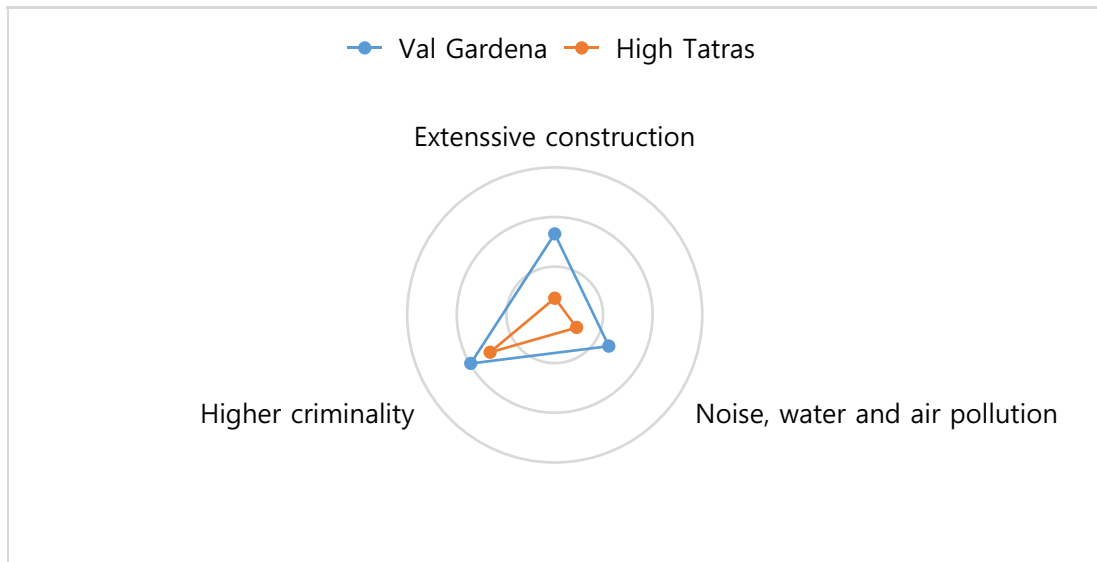 Val Gardena High Tatras
Extenssive construction
Higher criminality
Noise, water and air pollution